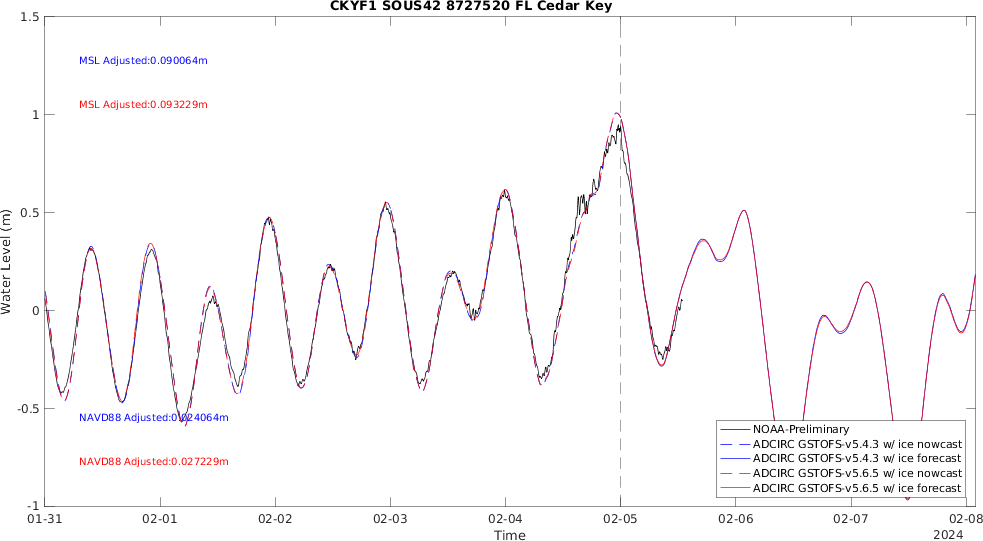 CKYF1 SOUS42 8727520 FL Cedar Key
1.5
MSL Adjusted:0.090064m
MSL Adjusted:0.093229m
1
0.5
Water Level (m)
0
-0.5
NAVD88 Adjusted:0.024064m
NAVD88 Adjusted:0.027229m
-1
NOAA-Preliminary
ADCIRC GSTOFS-v5.4.3 w/ ice nowcast
ADCIRC GSTOFS-v5.4.3 w/ ice forecast
ADCIRC GSTOFS-v5.6.5 w/ ice nowcast
ADCIRC GSTOFS-v5.6.5 w/ ice forecast
01-31 02-01 02-02 02-03 02-04 02-05 02-06 02-07 02-08
Time
2024